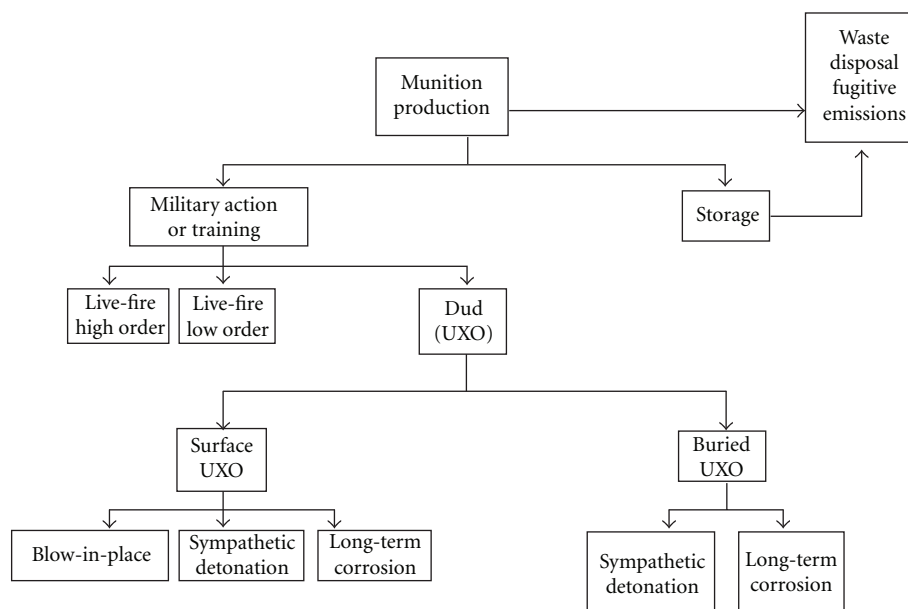 Waste
disposal
fugitive
emissions
Munition
production
Military action
or training
Storage
Live-fire
high order
Live-fire
low order
Dud
(UXO)
Surface
UXO
Buried
UXO
Blow-in-place
Sympathetic
detonation
Long-term
corrosion
Sympathetic
detonation
Long-term
corrosion